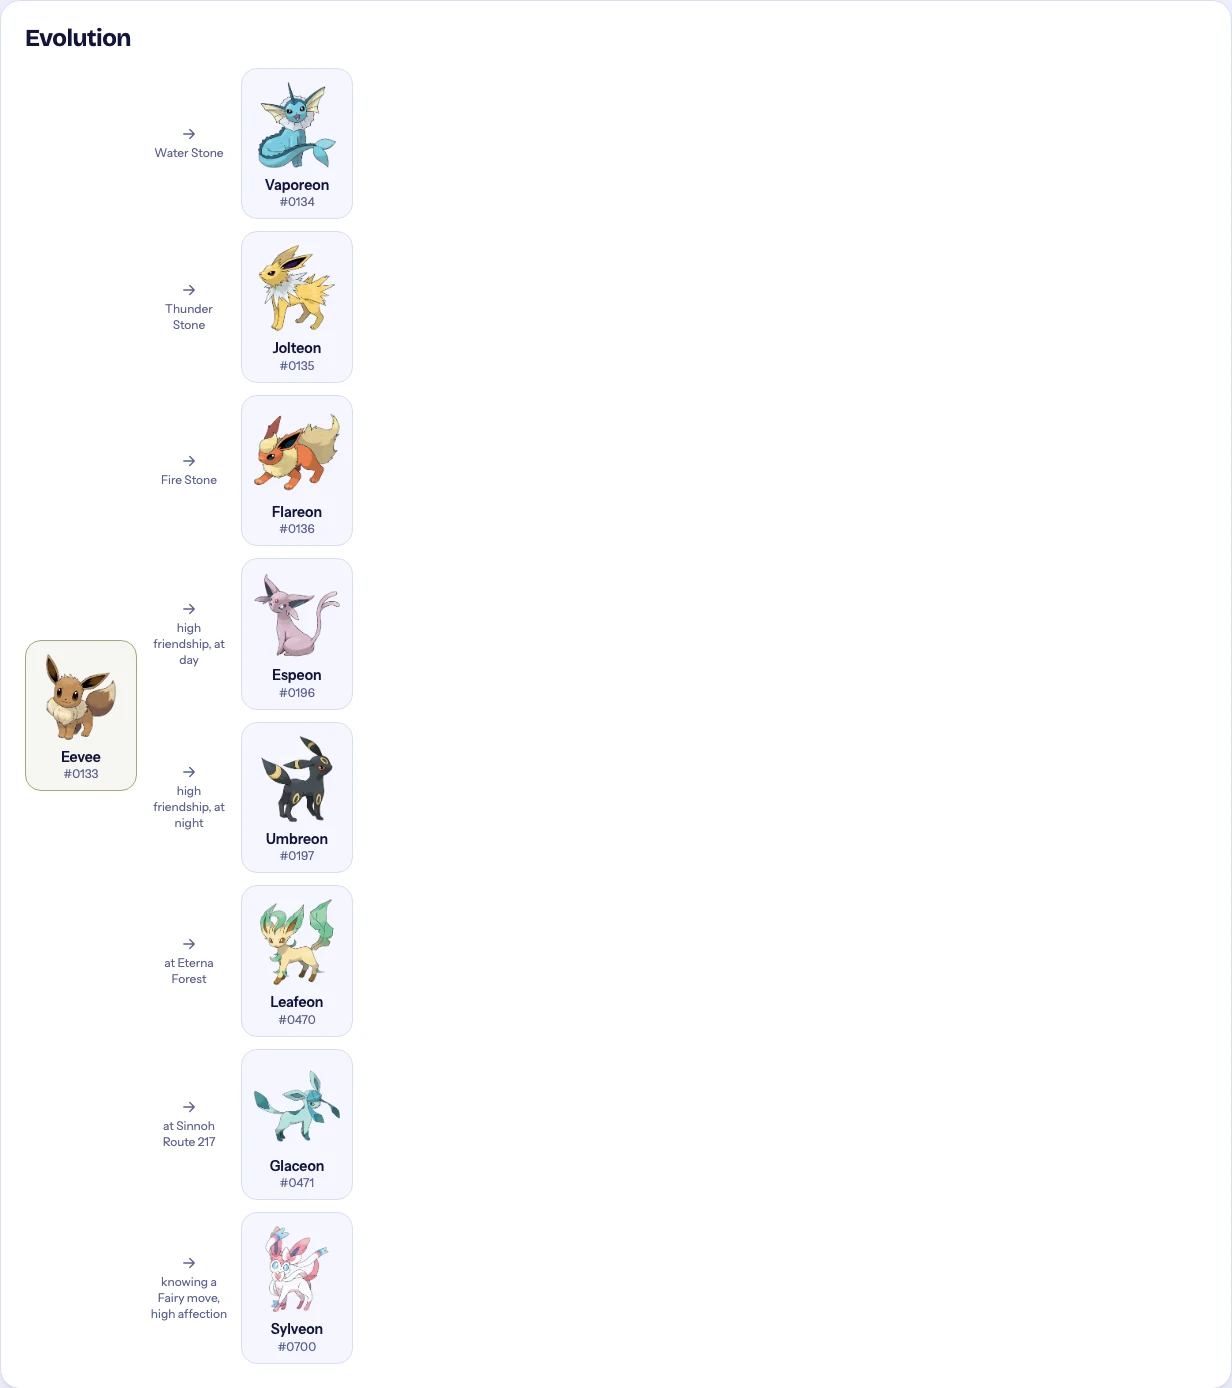 Evolution
→
Water Stone
Vaporeon
#0134
→
Thunder
Stone
Jolteon
#0135
→
Fire Stone
Flareon
#0136
→
high
friendship, at
day
Espeon
#0196
Eevee
#0133
→
high
friendship, at
night
Umbreon
#0197
→
at Eterna
Forest
Leafeon
#0470
→
at Sinnoh
Route 217
Glaceon
#0471
→
knowing a
Fairy move,
high affection
Sylveon
#0700